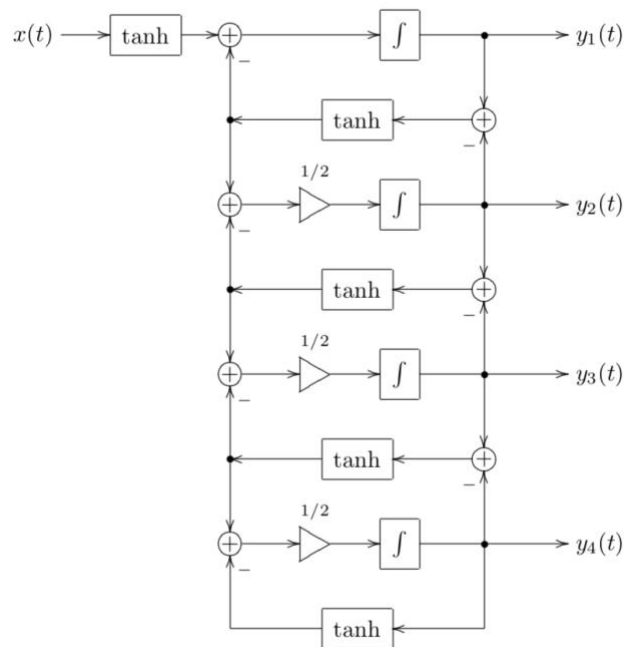 x(t) tanh + ∫ y₁(t)
−
tanh +
−
1/2
+ ∫ y₂(t)
−
tanh +
−
1/2
+ ∫ y₃(t)
−
tanh +
−
1/2
+ ∫ y₄(t)
−
tanh